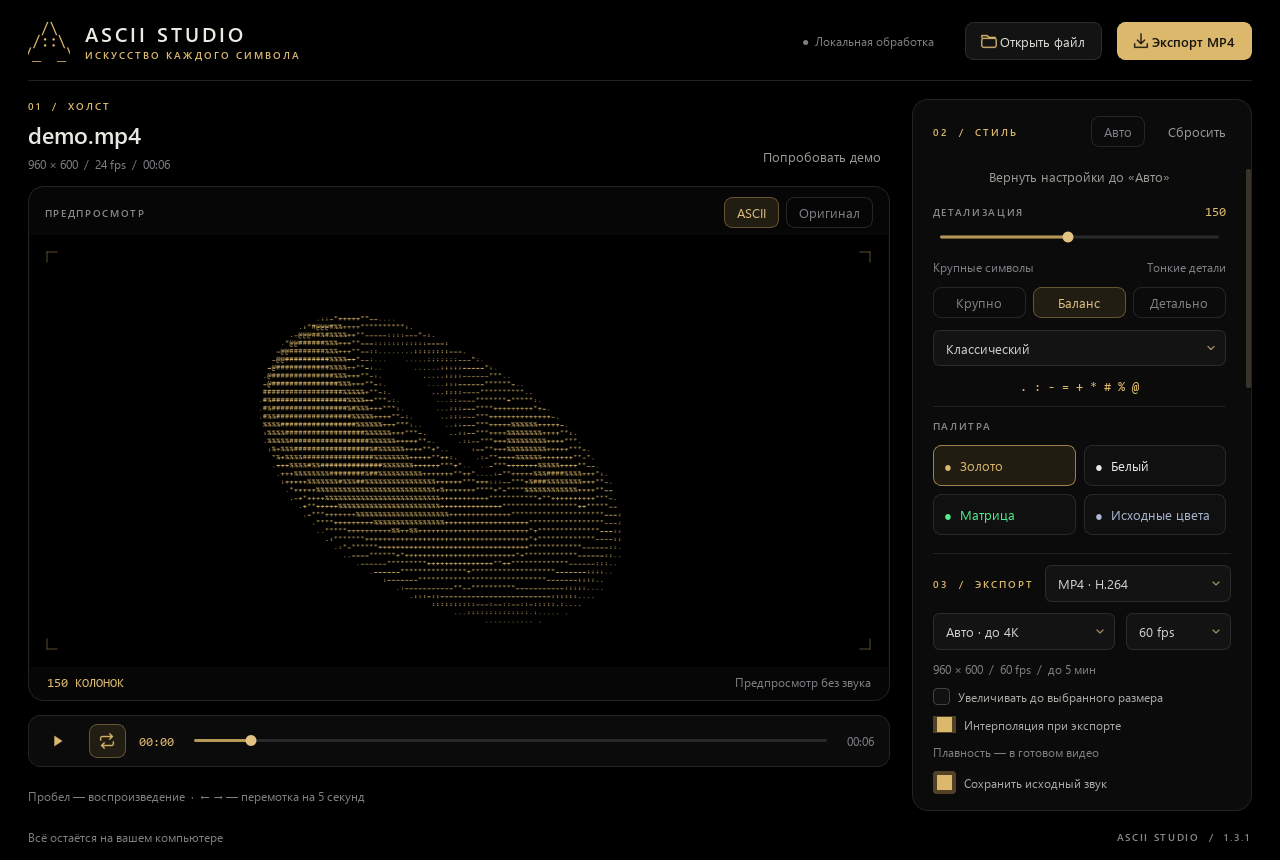 ASCII STUDIO
ИСКУССТВО КАЖДОГО СИМВОЛА
Локальная обработка
Открыть файл
Экспорт MP4
01 / ХОЛСТ
demo.mp4
960 × 600 / 24 fps / 00:06
Попробовать демо
ПРЕДПРОСМОТР
ASCII
Оригинал
150 КОЛОНОК
Предпросмотр без звука
00:00
00:06
Пробел — воспроизведение · ← → — перемотка на 5 секунд
Всё остаётся на вашем компьютере
02 / СТИЛЬ
Авто
Сбросить
Вернуть настройки до «Авто»
ДЕТАЛИЗАЦИЯ
150
Крупные символы
Тонкие детали
Крупно
Баланс
Детально
Классический
. : - = + * # % @
ПАЛИТРА
Золото
Белый
Матрица
Исходные цвета
03 / ЭКСПОРТ
MP4 · H.264
Авто · до 4K
60 fps
960 × 600 / 60 fps / до 5 мин
Увеличивать до выбранного размера
Интерполяция при экспорте
Плавность — в готовом видео
Сохранить исходный звук
ASCII STUDIO / 1.3.1